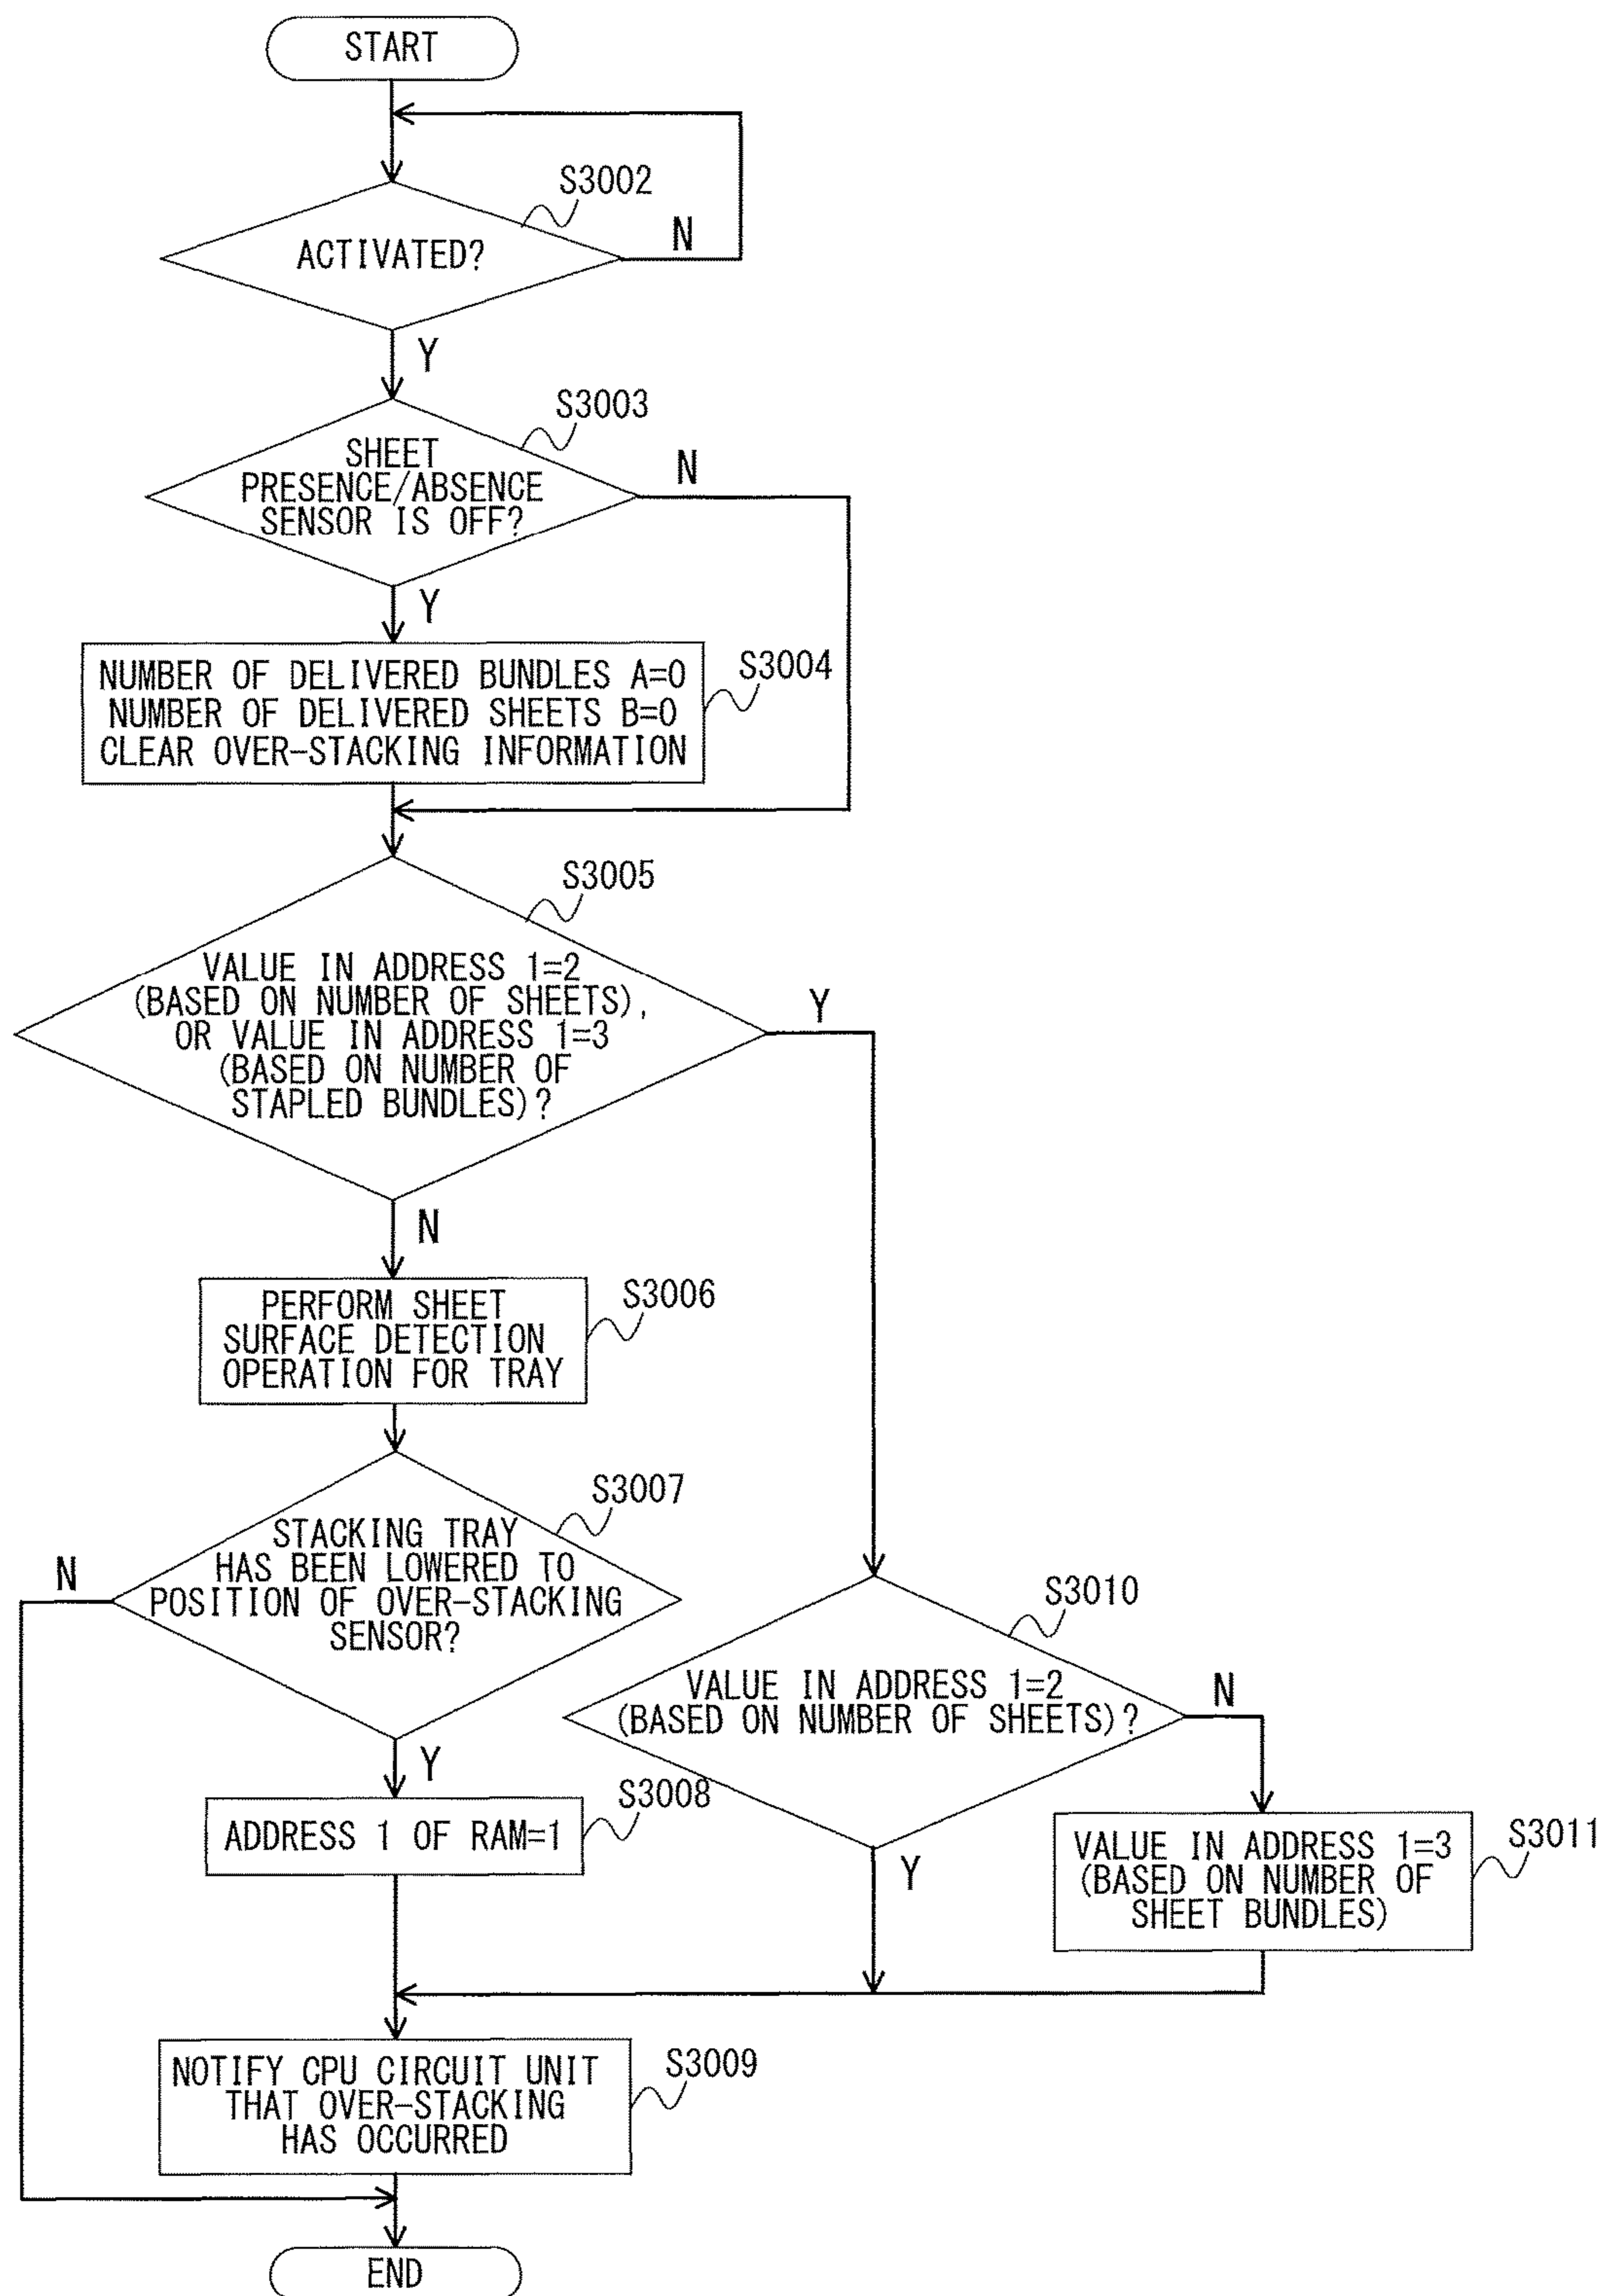 START
S3002
ACTIVATED?
N
Y
S3003
SHEET
PRESENCE/ABSENCE
SENSOR IS OFF?
N
Y
S3004
NUMBER OF DELIVERED BUNDLES A=0
NUMBER OF DELIVERED SHEETS B=0
CLEAR OVER-STACKING INFORMATION
S3005
VALUE IN ADDRESS 1=2
(BASED ON NUMBER OF SHEETS),
OR VALUE IN ADDRESS 1=3
(BASED ON NUMBER OF
STAPLED BUNDLES)?
Y
N
S3006
PERFORM SHEET
SURFACE DETECTION
OPERATION FOR TRAY
S3007
STACKING TRAY
HAS BEEN LOWERED TO
POSITION OF OVER-STACKING
SENSOR?
N
Y
S3008
ADDRESS 1 OF RAM=1
S3010
VALUE IN ADDRESS 1=2
(BASED ON NUMBER OF SHEETS)?
N
Y
S3011
VALUE IN ADDRESS 1=3
(BASED ON NUMBER OF
SHEET BUNDLES)
S3009
NOTIFY CPU CIRCUIT UNIT
THAT OVER-STACKING
HAS OCCURRED
END